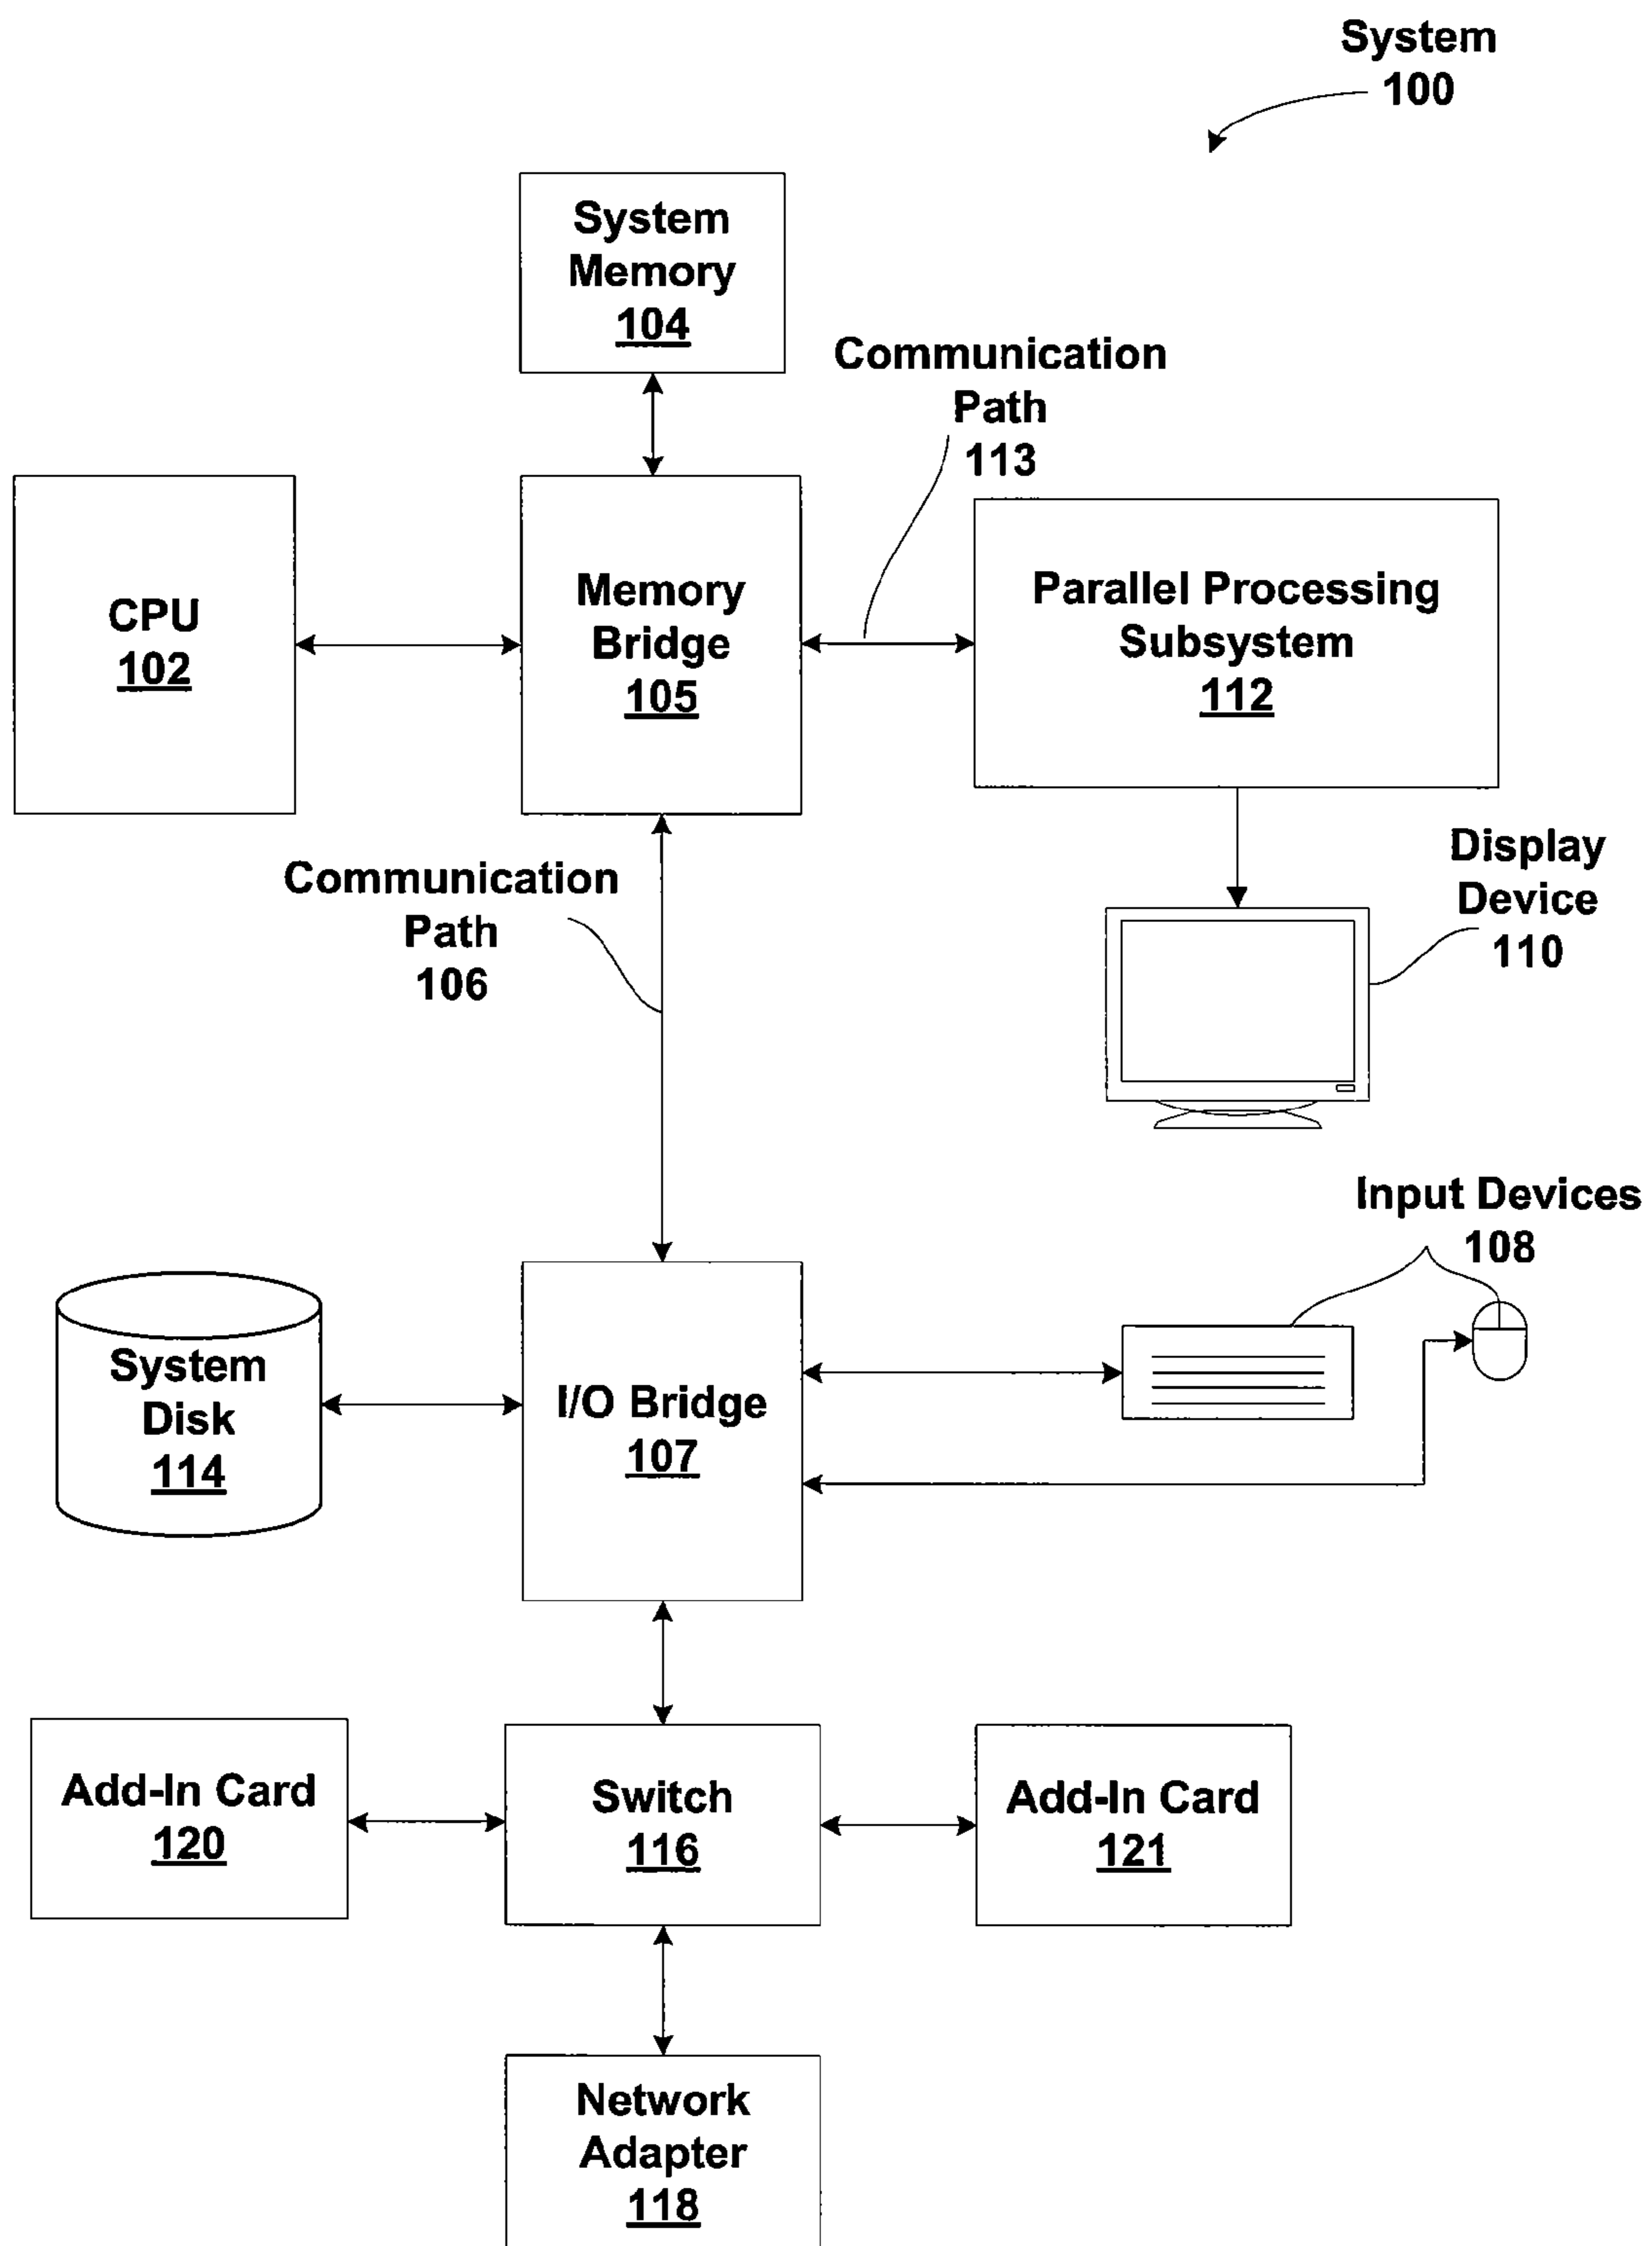 System
100
System
Memory
104
Communication
Path
113
CPU
102
Memory
Bridge
105
Parallel Processing
Subsystem
112
Communication
Path
106
Display
Device
110
Input Devices
108
System
Disk
114
I/O Bridge
107
Add-In Card
120
Switch
116
Add-In Card
121
Network
Adapter
118